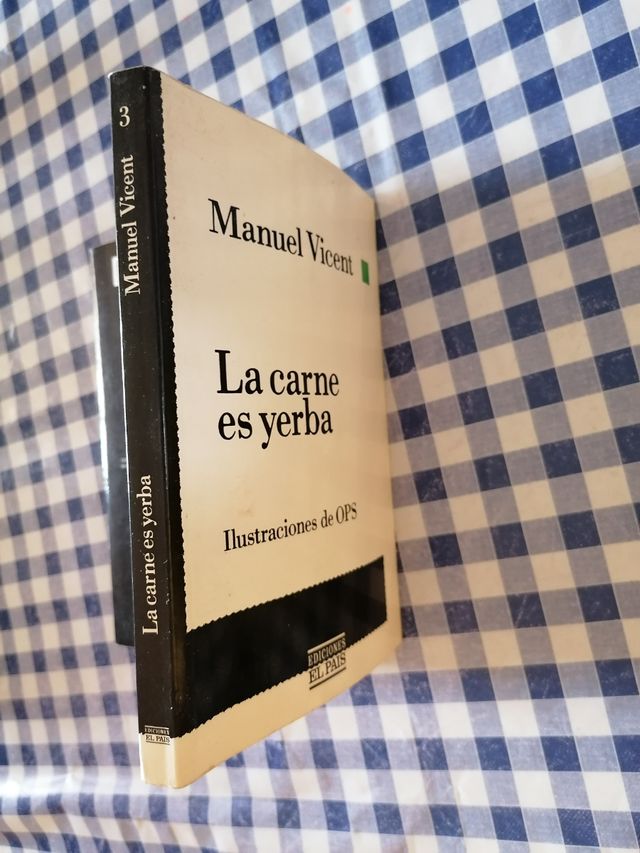 Manuel Vicent
La carne
es yerba
Ilustraciones de OPS
EDICIONES
EL PAIS
3
Manuel Vicent
La carne es yerba
EDICIONES
EL PAIS